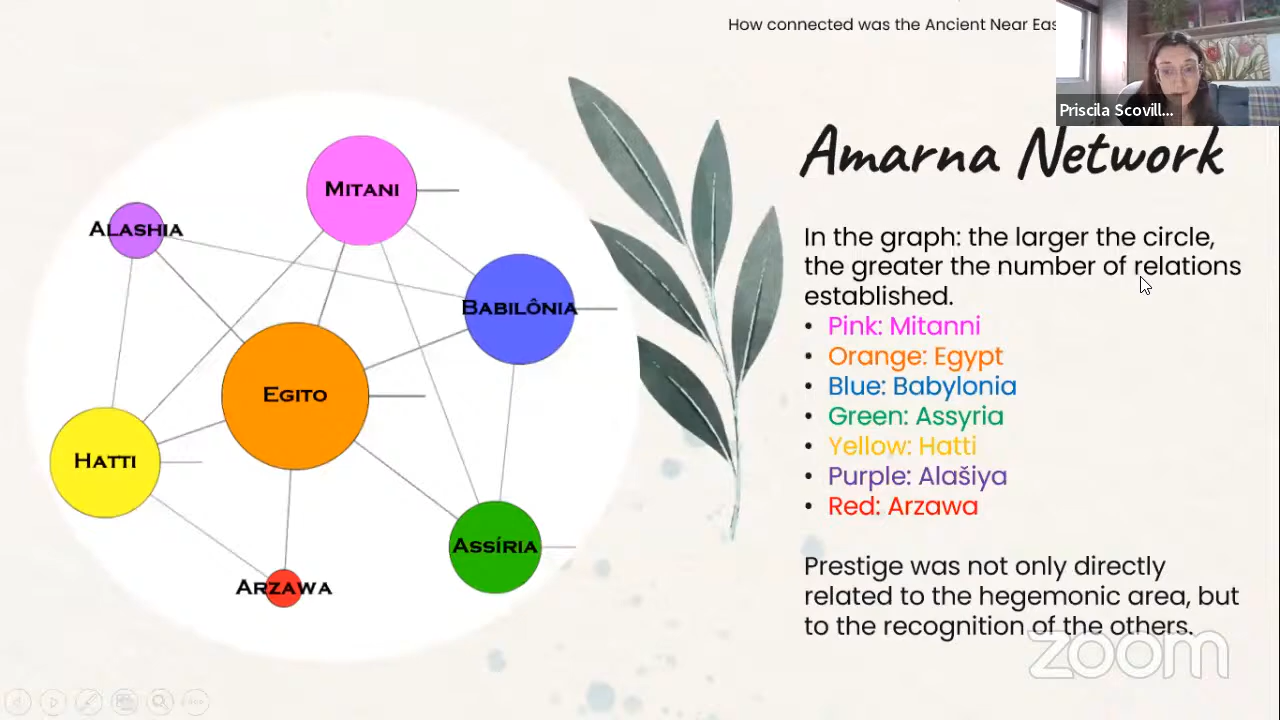 How connected was the Ancient Near Eas
Priscila Scovill...
Amarna Network
MITANI
ALASHIA
BABILÔNIA
EGITO
HATTI
ASSÍRIA
ARZAWA
In the graph: the larger the circle,
the greater the number of relations
established.
• Pink: Mitanni
• Orange: Egypt
• Blue: Babylonia
• Green: Assyria
• Yellow: Hatti
• Purple: Alašiya
• Red: Arzawa
Prestige was not only directly
related to the hegemonic area, but
to the recognition of the others.
zoom